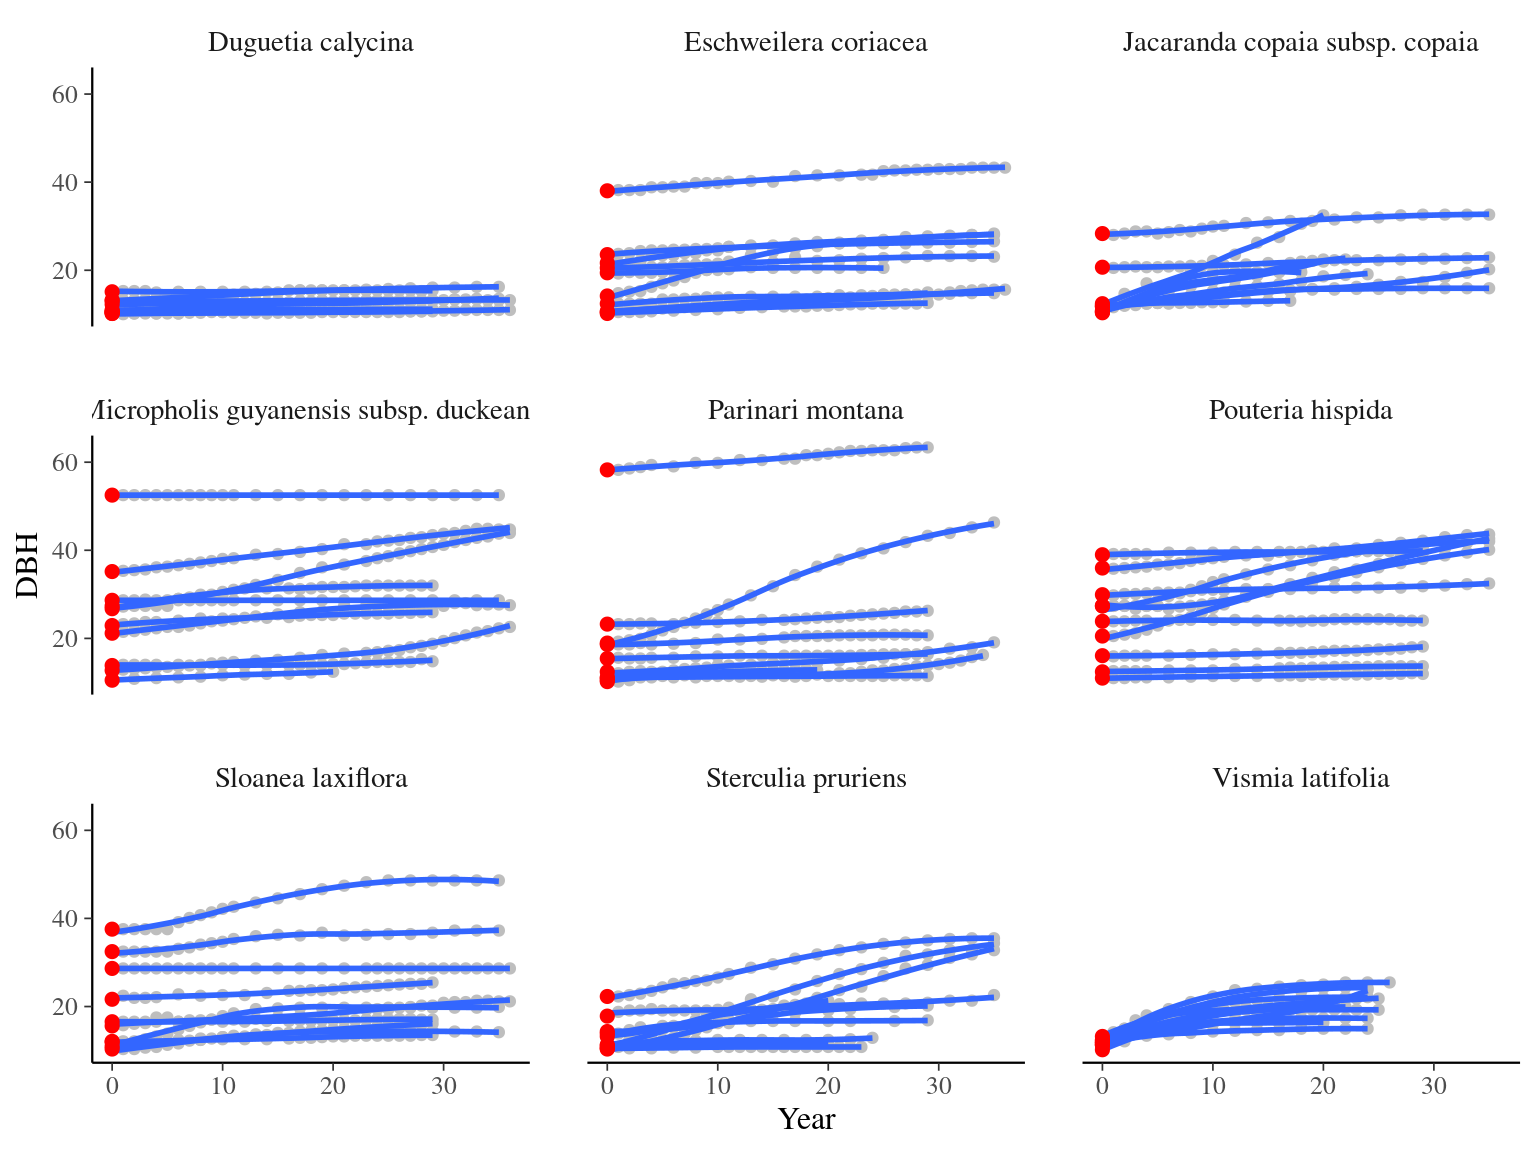 Duguetia calycina
Eschweilera coriacea
Jacaranda copaia subsp. copaia
60
40
20
Micropholis guyanensis subsp. duckean
Parinari montana
Pouteria hispida
60
40
20
DBH
Sloanea laxiflora
Sterculia pruriens
Vismia latifolia
60
40
20
0 10 20 30
0 10 20 30
0 10 20 30
Year